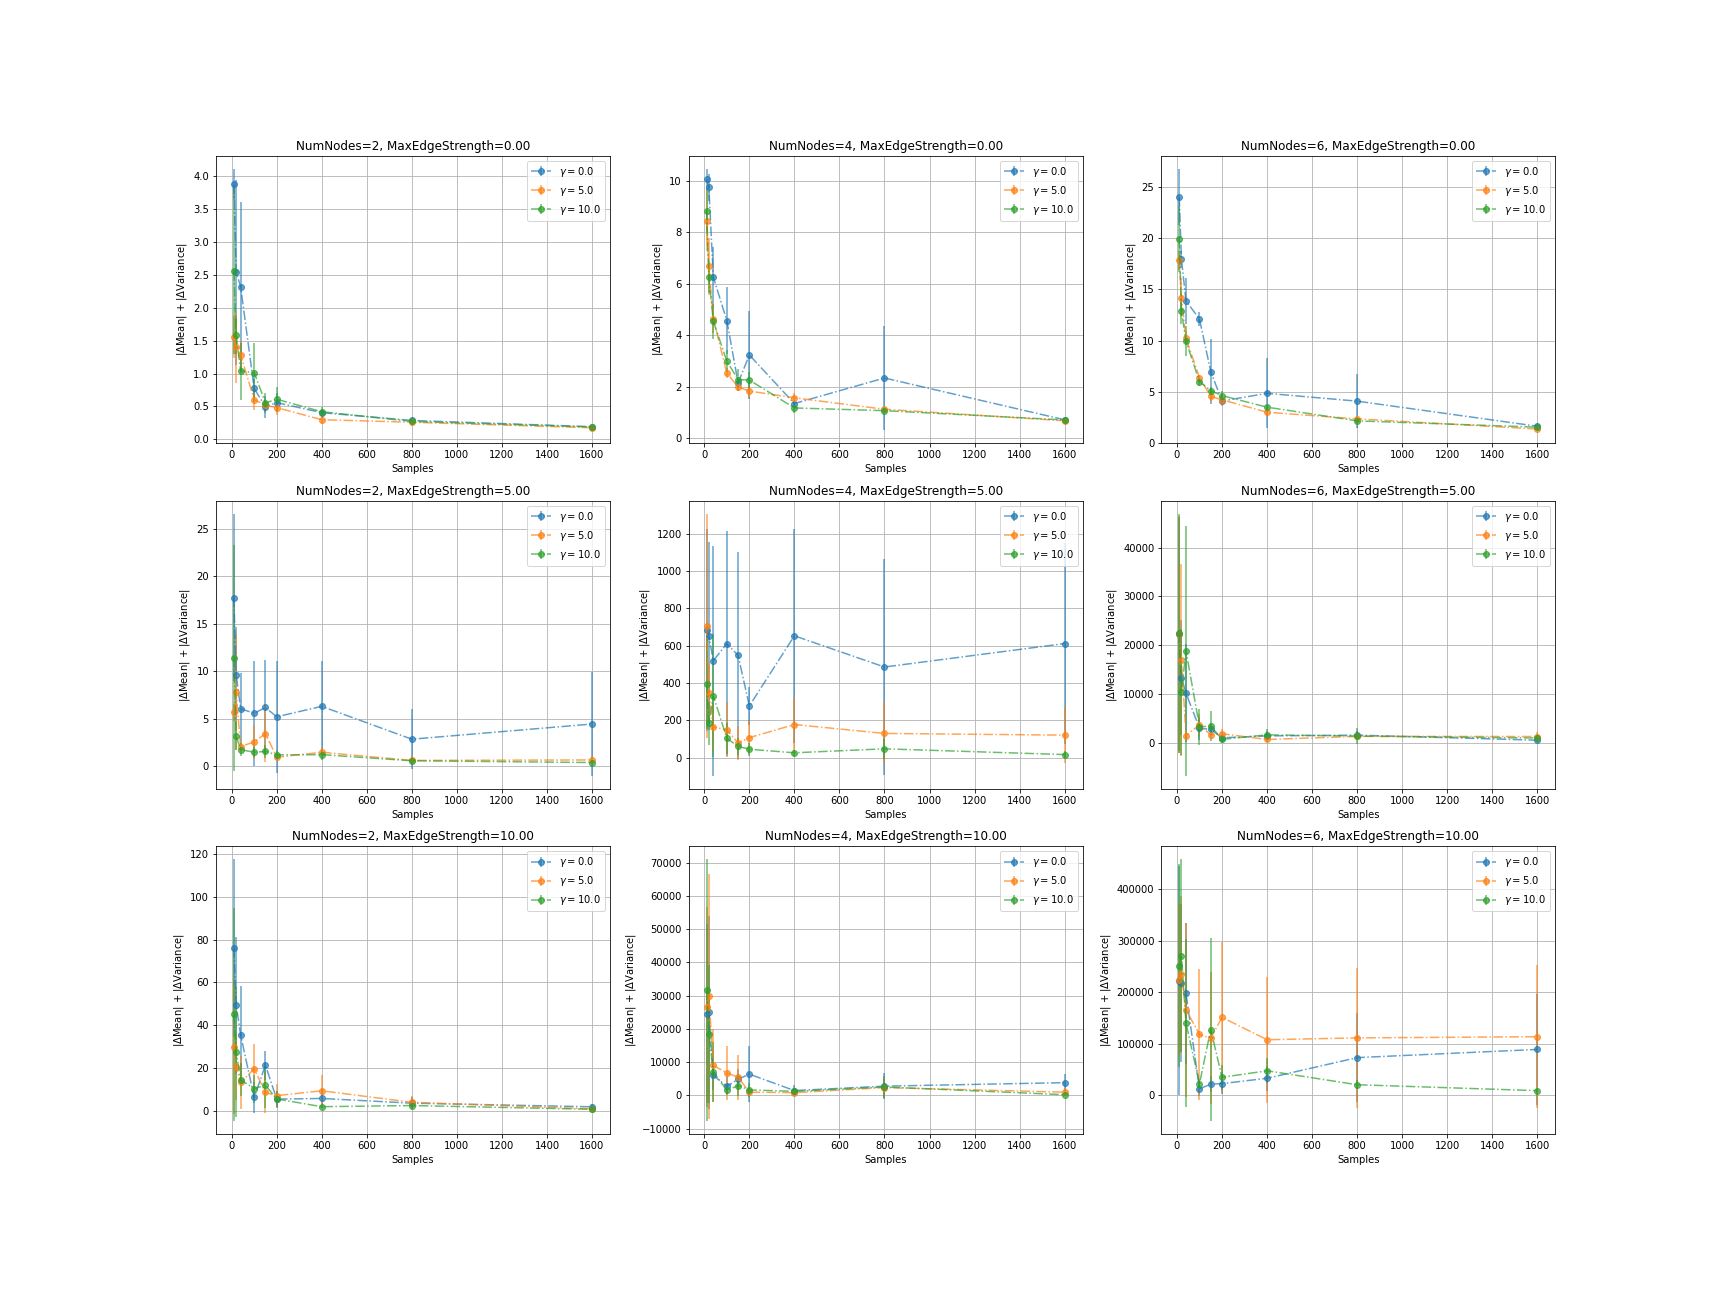 NumNodes=2, MaxEdgeStrength=0.00
|ΔMean| + |ΔVariance|
4.0
3.5
3.0
2.5
2.0
1.5
1.0
0.5
0.0
γ = 0.0
γ = 5.0
γ = 10.0
0 200 400 600 800 1000 1200 1400 1600
Samples
NumNodes=4, MaxEdgeStrength=0.00
|ΔMean| + |ΔVariance|
10
8
6
4
2
0
γ = 0.0
γ = 5.0
γ = 10.0
0 200 400 600 800 1000 1200 1400 1600
Samples
NumNodes=6, MaxEdgeStrength=0.00
|ΔMean| + |ΔVariance|
25
20
15
10
5
0
γ = 0.0
γ = 5.0
γ = 10.0
0 200 400 600 800 1000 1200 1400 1600
Samples
NumNodes=2, MaxEdgeStrength=5.00
|ΔMean| + |ΔVariance|
25
20
15
10
5
0
γ = 0.0
γ = 5.0
γ = 10.0
0 200 400 600 800 1000 1200 1400 1600
Samples
NumNodes=4, MaxEdgeStrength=5.00
|ΔMean| + |ΔVariance|
1200
1000
800
600
400
200
0
γ = 0.0
γ = 5.0
γ = 10.0
0 200 400 600 800 1000 1200 1400 1600
Samples
NumNodes=6, MaxEdgeStrength=5.00
|ΔMean| + |ΔVariance|
40000
30000
20000
10000
0
γ = 0.0
γ = 5.0
γ = 10.0
0 200 400 600 800 1000 1200 1400 1600
Samples
NumNodes=2, MaxEdgeStrength=10.00
|ΔMean| + |ΔVariance|
120
100
80
60
40
20
0
γ = 0.0
γ = 5.0
γ = 10.0
0 200 400 600 800 1000 1200 1400 1600
Samples
NumNodes=4, MaxEdgeStrength=10.00
|ΔMean| + |ΔVariance|
70000
60000
50000
40000
30000
20000
10000
0
−10000
γ = 0.0
γ = 5.0
γ = 10.0
0 200 400 600 800 1000 1200 1400 1600
Samples
NumNodes=6, MaxEdgeStrength=10.00
|ΔMean| + |ΔVariance|
400000
300000
200000
100000
0
γ = 0.0
γ = 5.0
γ = 10.0
0 200 400 600 800 1000 1200 1400 1600
Samples